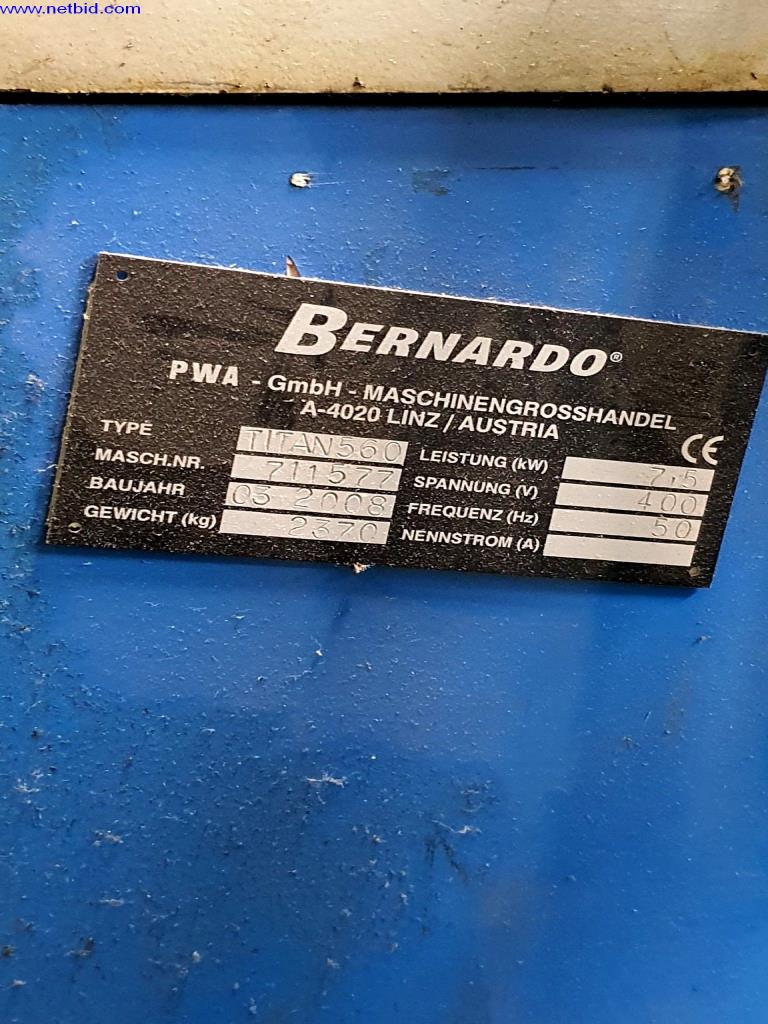 www.netbid.com
BERNARDO®
PWA - GmbH - MASCHINENGROSSHANDEL
A-4020 LINZ / AUSTRIA
CE
TYPE TITAN560 LEISTUNG (kW) 7,5
MASCH.NR. 711577 SPANNUNG (V) 400
BAUJAHR 03 2008 FREQUENZ (Hz) 50
GEWICHT (kg) 2370 NENNSTROM (A)